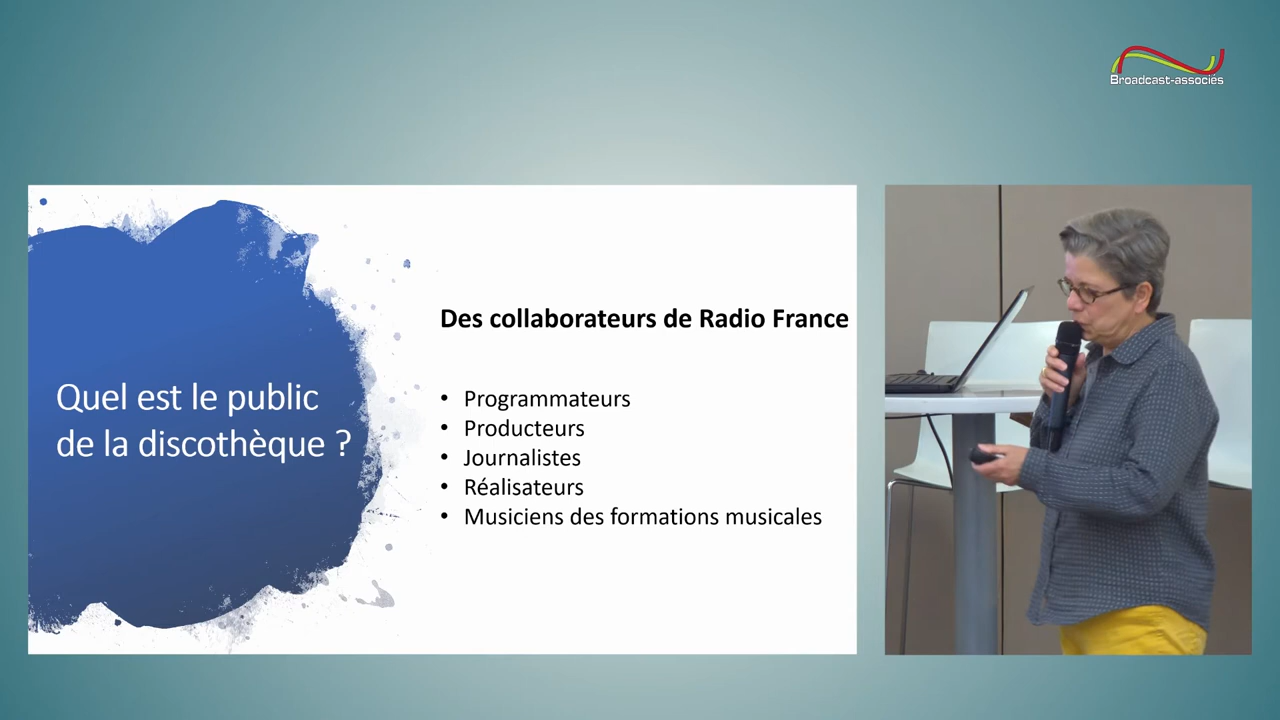 Broadcast-associés
Quel est le public
de la discothèque ?
Des collaborateurs de Radio France
• Programmateurs
• Producteurs
• Journalistes
• Réalisateurs
• Musiciens des formations musicales